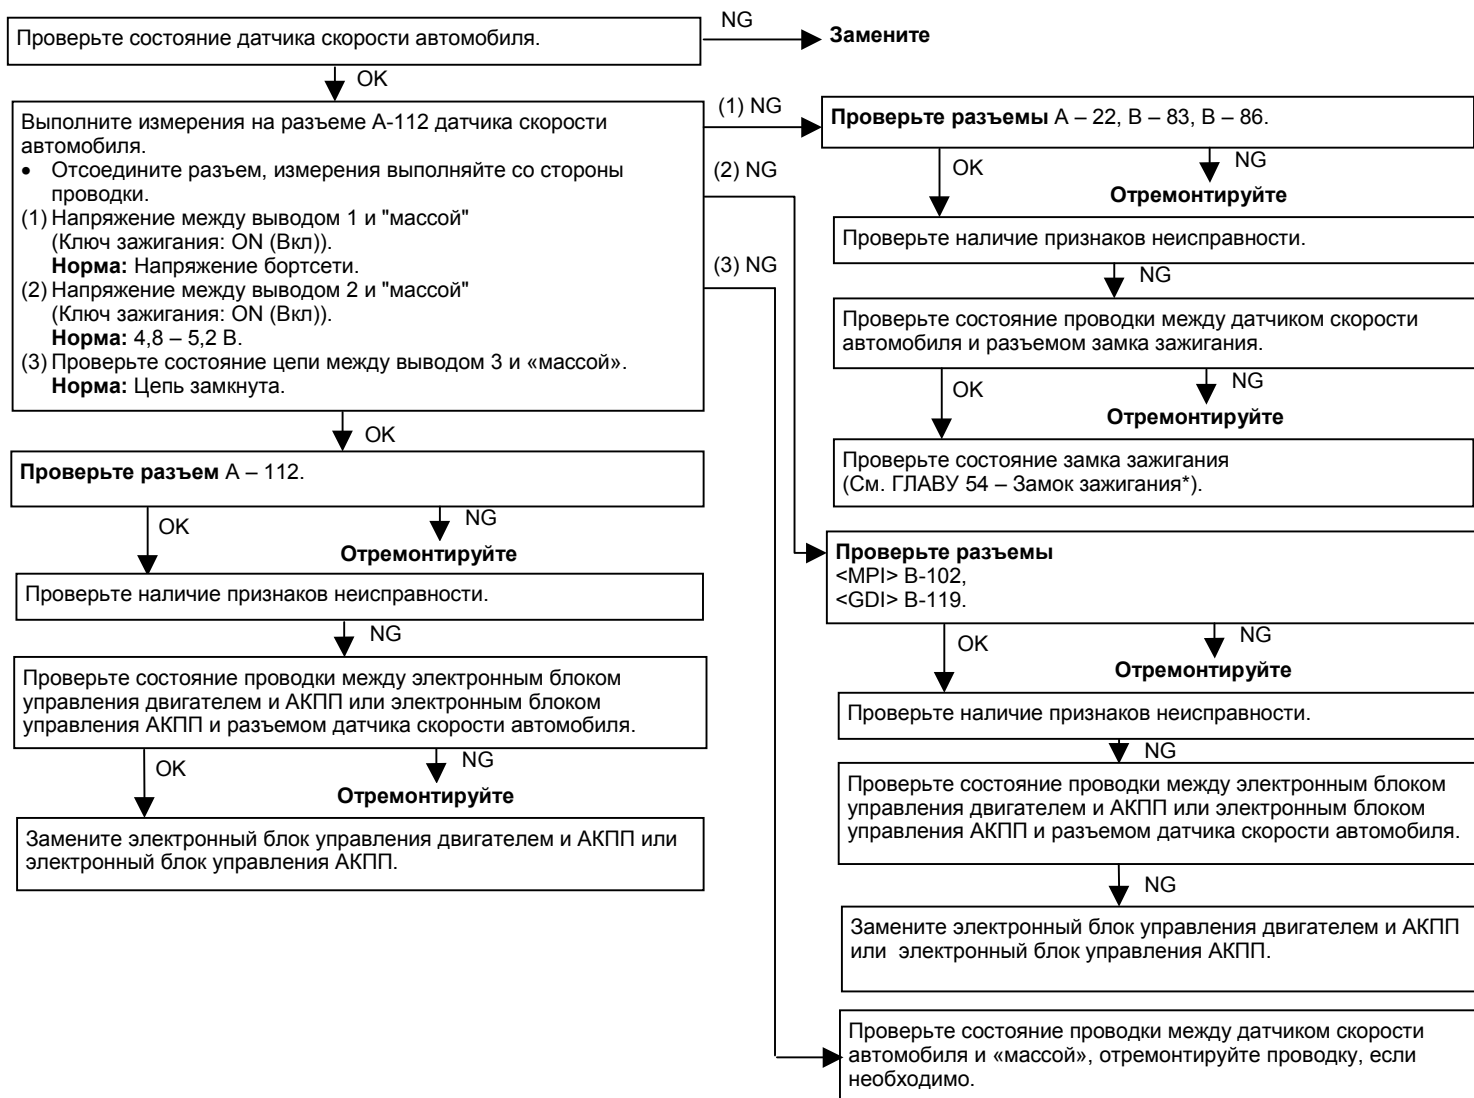 Проверьте состояние датчика скорости автомобиля.
NG
Замените
OK
Выполните измерения на разъеме А-112 датчика скорости
автомобиля.
• Отсоедините разъем, измерения выполняйте со стороны
проводки.
(1) Напряжение между выводом 1 и "массой"
(Ключ зажигания: ON (Вкл)).
Норма: Напряжение бортсети.
(2) Напряжение между выводом 2 и "массой"
(Ключ зажигания: ON (Вкл)).
Норма: 4,8 – 5,2 В.
(3) Проверьте состояние цепи между выводом 3 и «массой».
Норма: Цепь замкнута.
(1) NG
(2) NG
(3) NG
OK
Проверьте разъем А – 112.
OK
NG
Отремонтируйте
Проверьте наличие признаков неисправности.
NG
Проверьте состояние проводки между электронным блоком
управления двигателем и АКПП или электронным блоком
управления АКПП и разъемом датчика скорости автомобиля.
OK
NG
Отремонтируйте
Замените электронный блок управления двигателем и АКПП или
электронный блок управления АКПП.
Проверьте разъемы А – 22, В – 83, В – 86.
OK
NG
Отремонтируйте
Проверьте наличие признаков неисправности.
NG
Проверьте состояние проводки между датчиком скорости
автомобиля и разъемом замка зажигания.
OK
NG
Отремонтируйте
Проверьте состояние замка зажигания
(См. ГЛАВУ 54 – Замок зажигания*).
Проверьте разъемы
<MPI> В-102,
<GDI> В-119.
OK
NG
Отремонтируйте
Проверьте наличие признаков неисправности.
NG
Проверьте состояние проводки между электронным блоком
управления двигателем и АКПП или электронным блоком
управления АКПП и разъемом датчика скорости автомобиля.
NG
Замените электронный блок управления двигателем и АКПП
или электронный блок управления АКПП.
Проверьте состояние проводки между датчиком скорости
автомобиля и «массой», отремонтируйте проводку, если
необходимо.